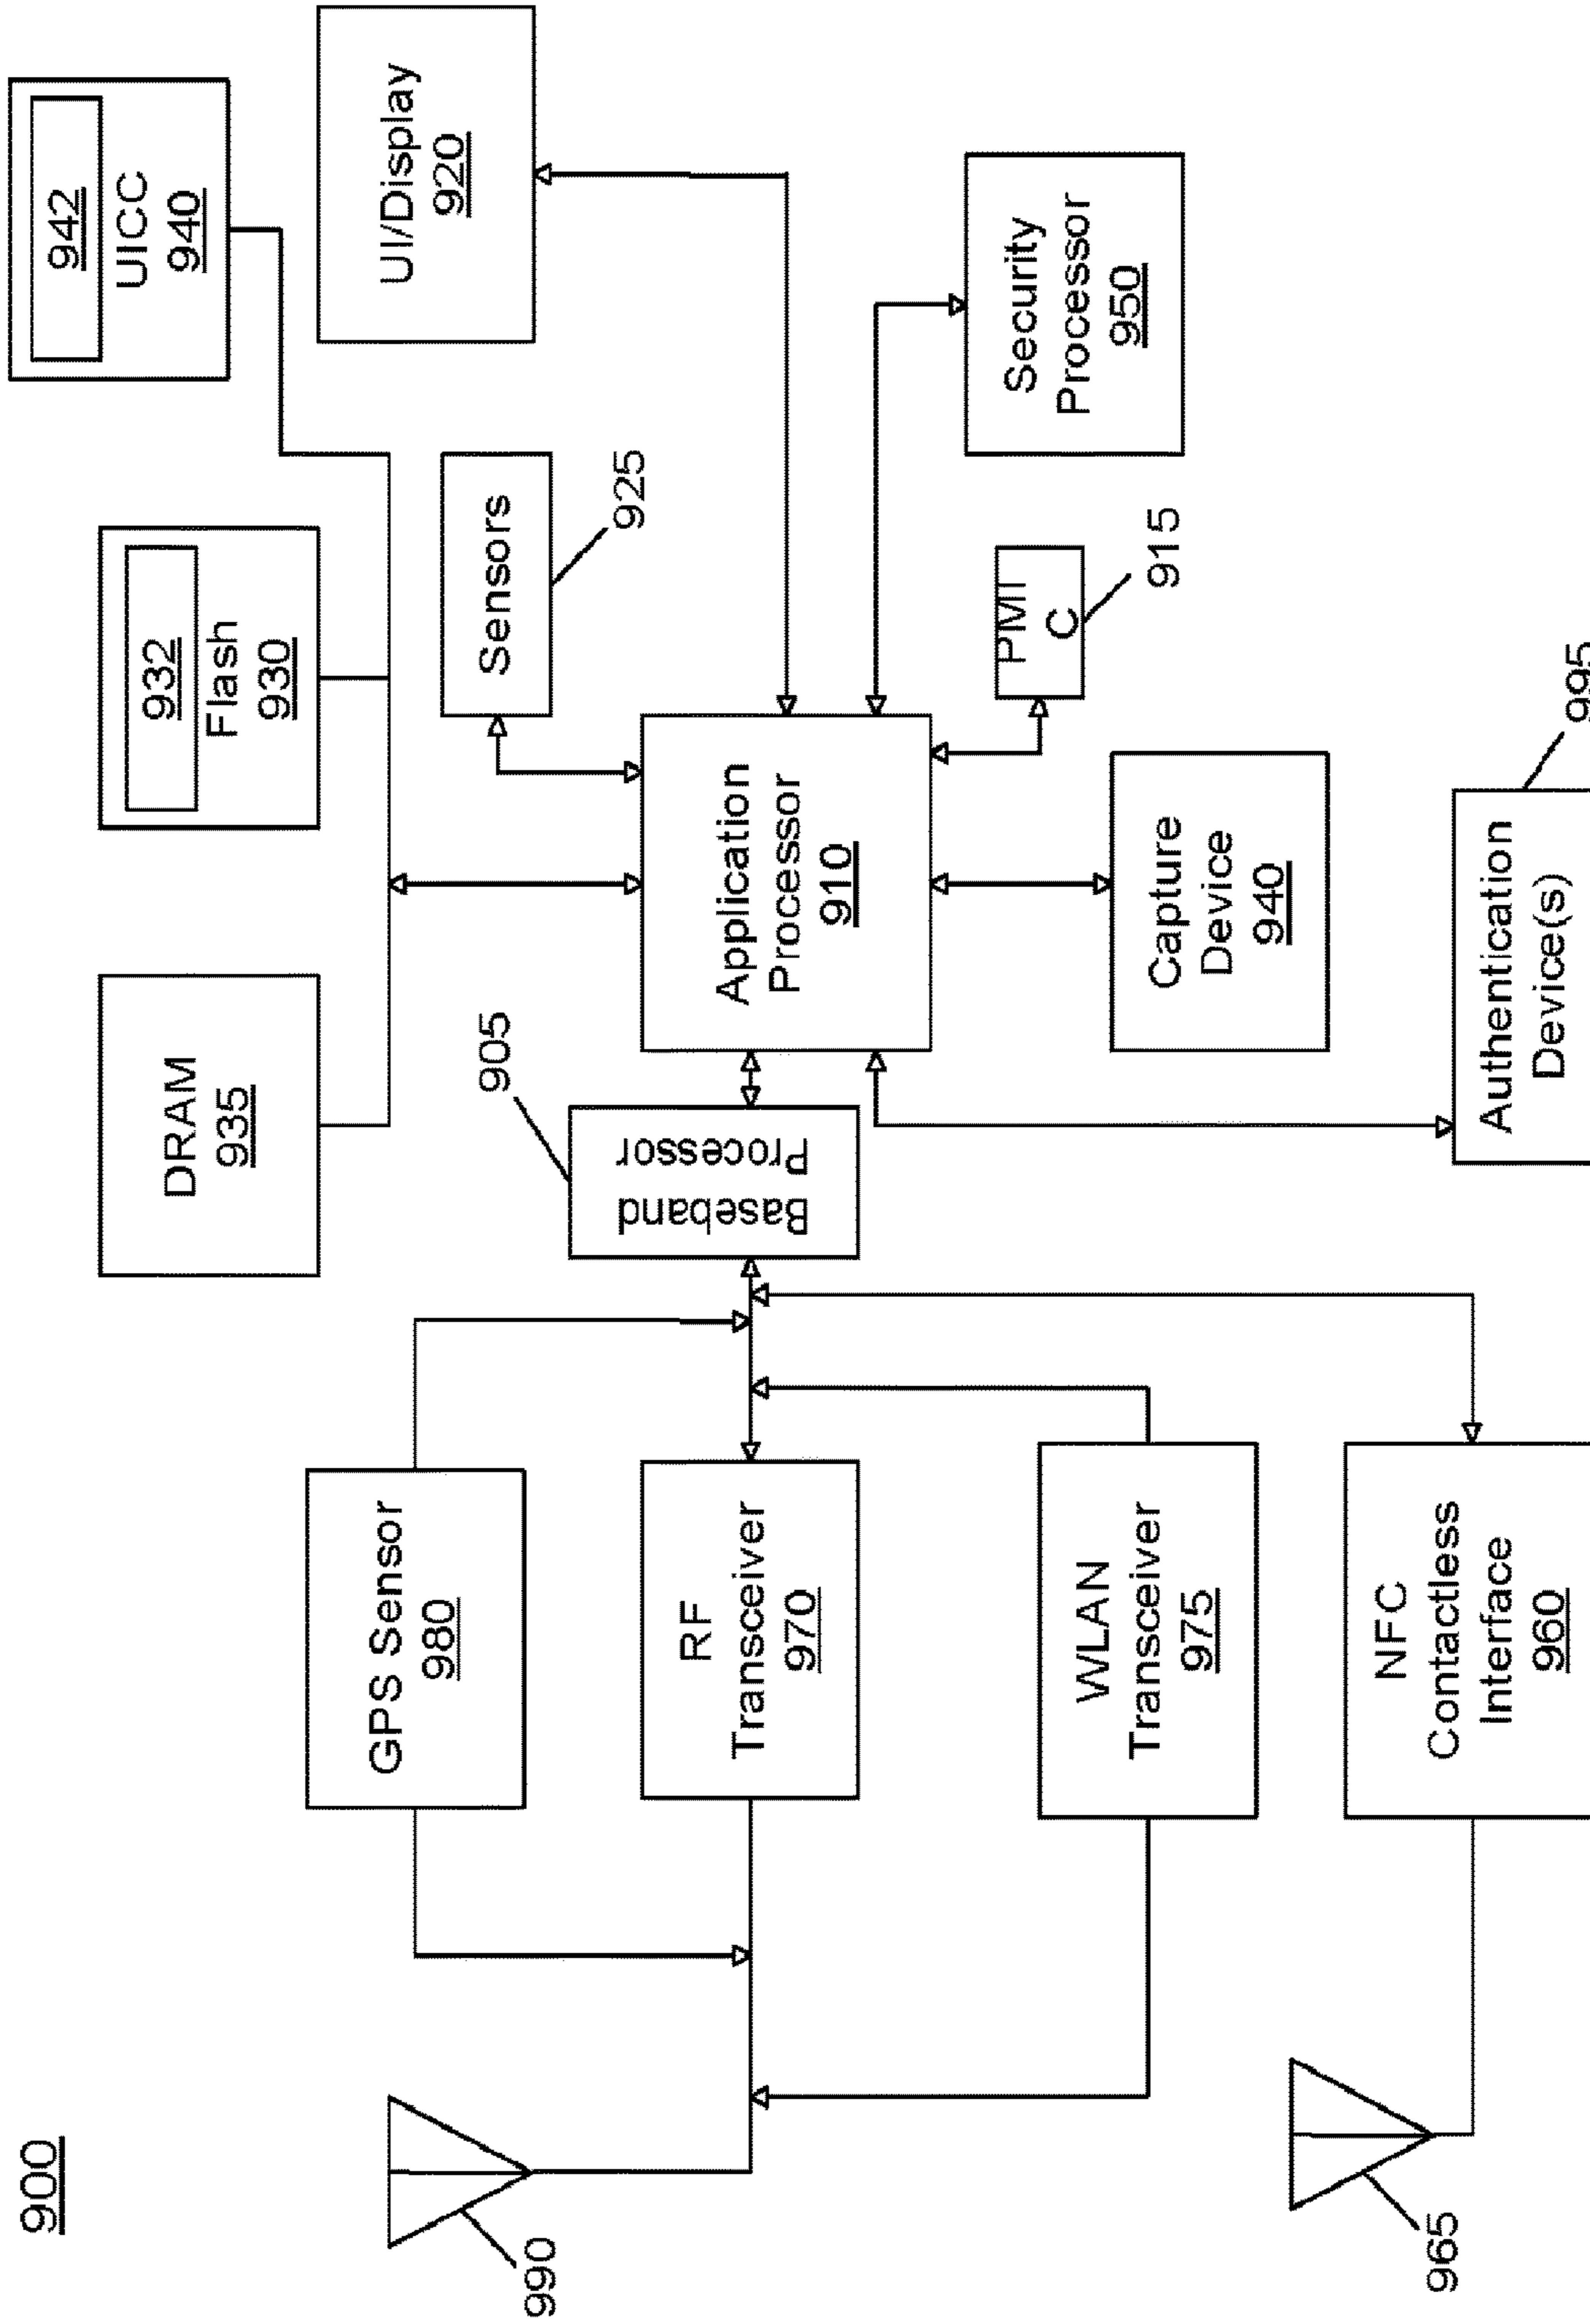 900
942
UICC
940
932
Flash
930
DRAM
935
UI/Display
920
Sensors
925
905
Baseband
Processor
Application
Processor
910
Security
Processor
950
PMI
C
915
Capture
Device
940
Authentication
Device(s)
995
GPS Sensor
980
RF
Transceiver
970
WLAN
Transceiver
975
NFC
Contactless
Interface
960
990
965